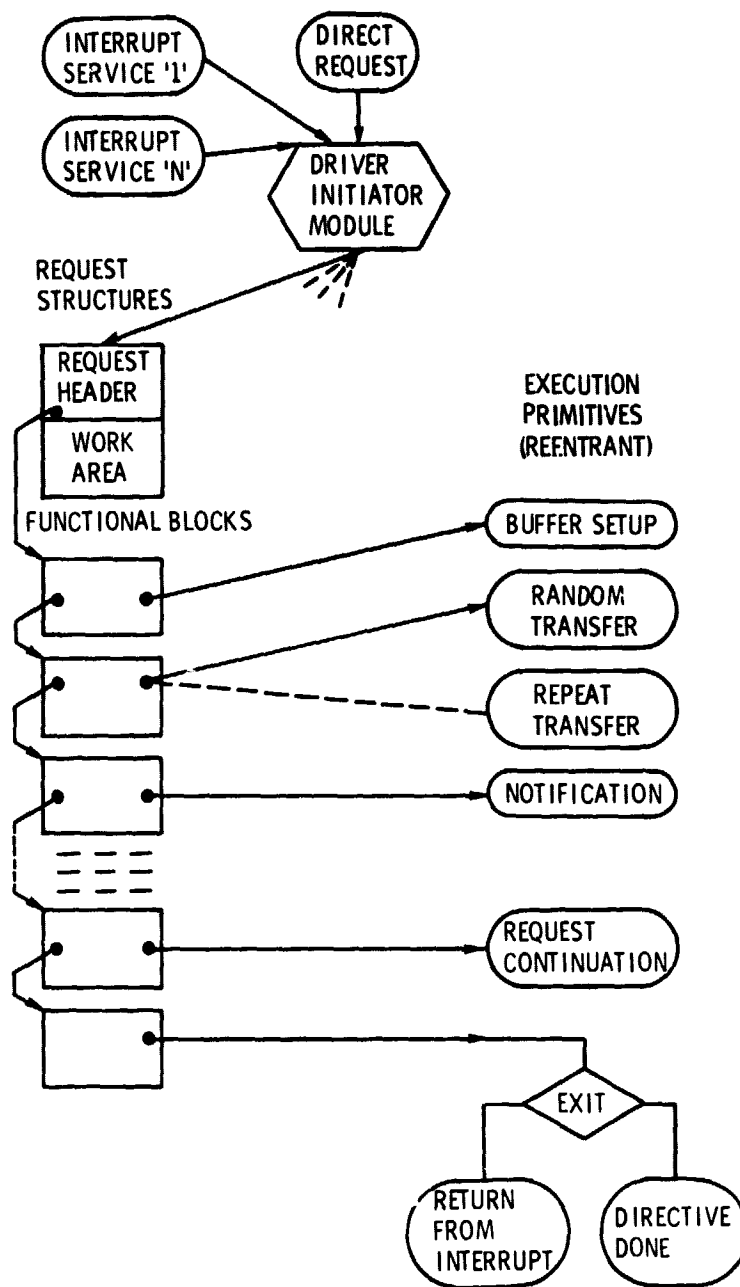 INTERRUPT
SERVICE '1'
DIRECT
REQUEST
INTERRUPT
SERVICE 'N'
DRIVER
INITIATOR
MODULE
REQUEST
STRUCTURES
REQUEST
HEADER
WORK
AREA
EXECUTION
PRIMITIVES
(REENTRANT)
FUNCTIONAL BLOCKS
BUFFER SETUP
RANDOM
TRANSFER
REPEAT
TRANSFER
NOTIFICATION
REQUEST
CONTINUATION
EXIT
RETURN
FROM
INTERRUPT
DIRECTIVE
DONE